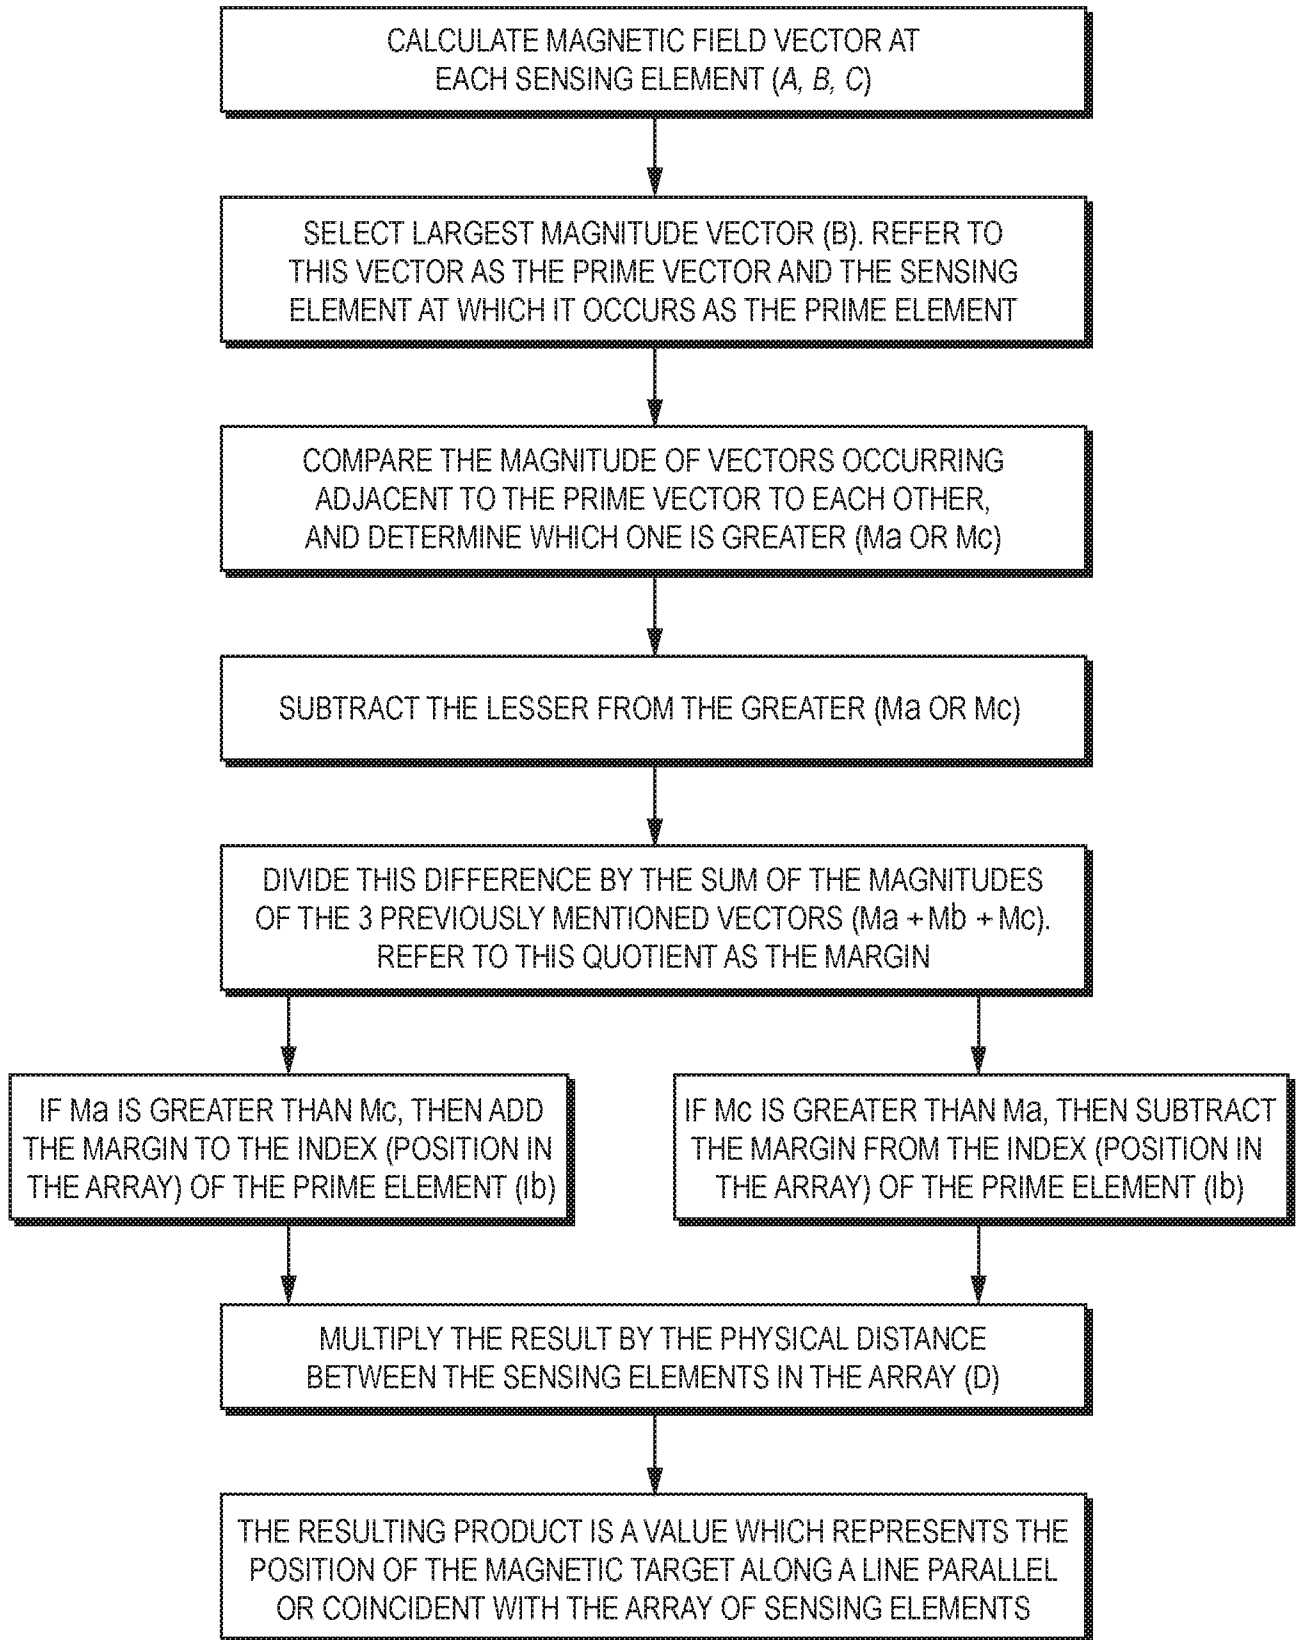 CALCULATE MAGNETIC FIELD VECTOR AT
EACH SENSING ELEMENT (A, B, C)
SELECT LARGEST MAGNITUDE VECTOR (B). REFER TO
THIS VECTOR AS THE PRIME VECTOR AND THE SENSING
ELEMENT AT WHICH IT OCCURS AS THE PRIME ELEMENT
COMPARE THE MAGNITUDE OF VECTORS OCCURRING
ADJACENT TO THE PRIME VECTOR TO EACH OTHER,
AND DETERMINE WHICH ONE IS GREATER (Ma OR Mc)
SUBTRACT THE LESSER FROM THE GREATER (Ma OR Mc)
DIVIDE THIS DIFFERENCE BY THE SUM OF THE MAGNITUDES
OF THE 3 PREVIOUSLY MENTIONED VECTORS (Ma + Mb + Mc).
REFER TO THIS QUOTIENT AS THE MARGIN
IF Ma IS GREATER THAN Mc, THEN ADD
THE MARGIN TO THE INDEX (POSITION IN
THE ARRAY) OF THE PRIME ELEMENT (Ib)
IF Mc IS GREATER THAN Ma, THEN SUBTRACT
THE MARGIN FROM THE INDEX (POSITION IN
THE ARRAY) OF THE PRIME ELEMENT (Ib)
MULTIPLY THE RESULT BY THE PHYSICAL DISTANCE
BETWEEN THE SENSING ELEMENTS IN THE ARRAY (D)
THE RESULTING PRODUCT IS A VALUE WHICH REPRESENTS THE
POSITION OF THE MAGNETIC TARGET ALONG A LINE PARALLEL
OR COINCIDENT WITH THE ARRAY OF SENSING ELEMENTS